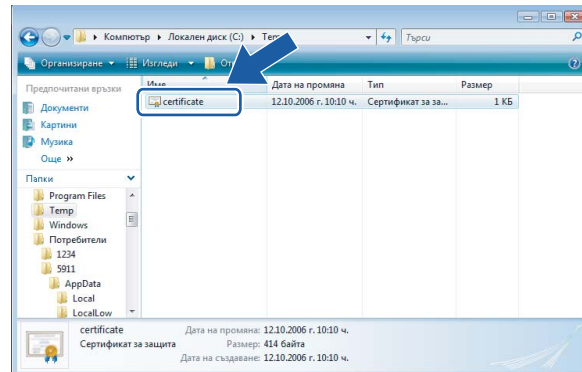 Компютър ▸ Локален диск (C:) ▸ Търси
Организиране Изгледи
Предпочитани връзки
Документи
Картини
Музика
Още »
Папки
Program Files
Temp
Windows
Потребители
1234
5911
AppData
Local
LocalLow
Име Дата на промяна Тип Размер
certificate 12.10.2006 г. 10:10 ч. Сертификат за за... 1 КБ
certificate Дата на промяна: 12.10.2006 г. 10:10 ч.
Сертификат за защита Размер: 414 байта
Дата на създаване: 12.10.2006 г. 10:10 ч.